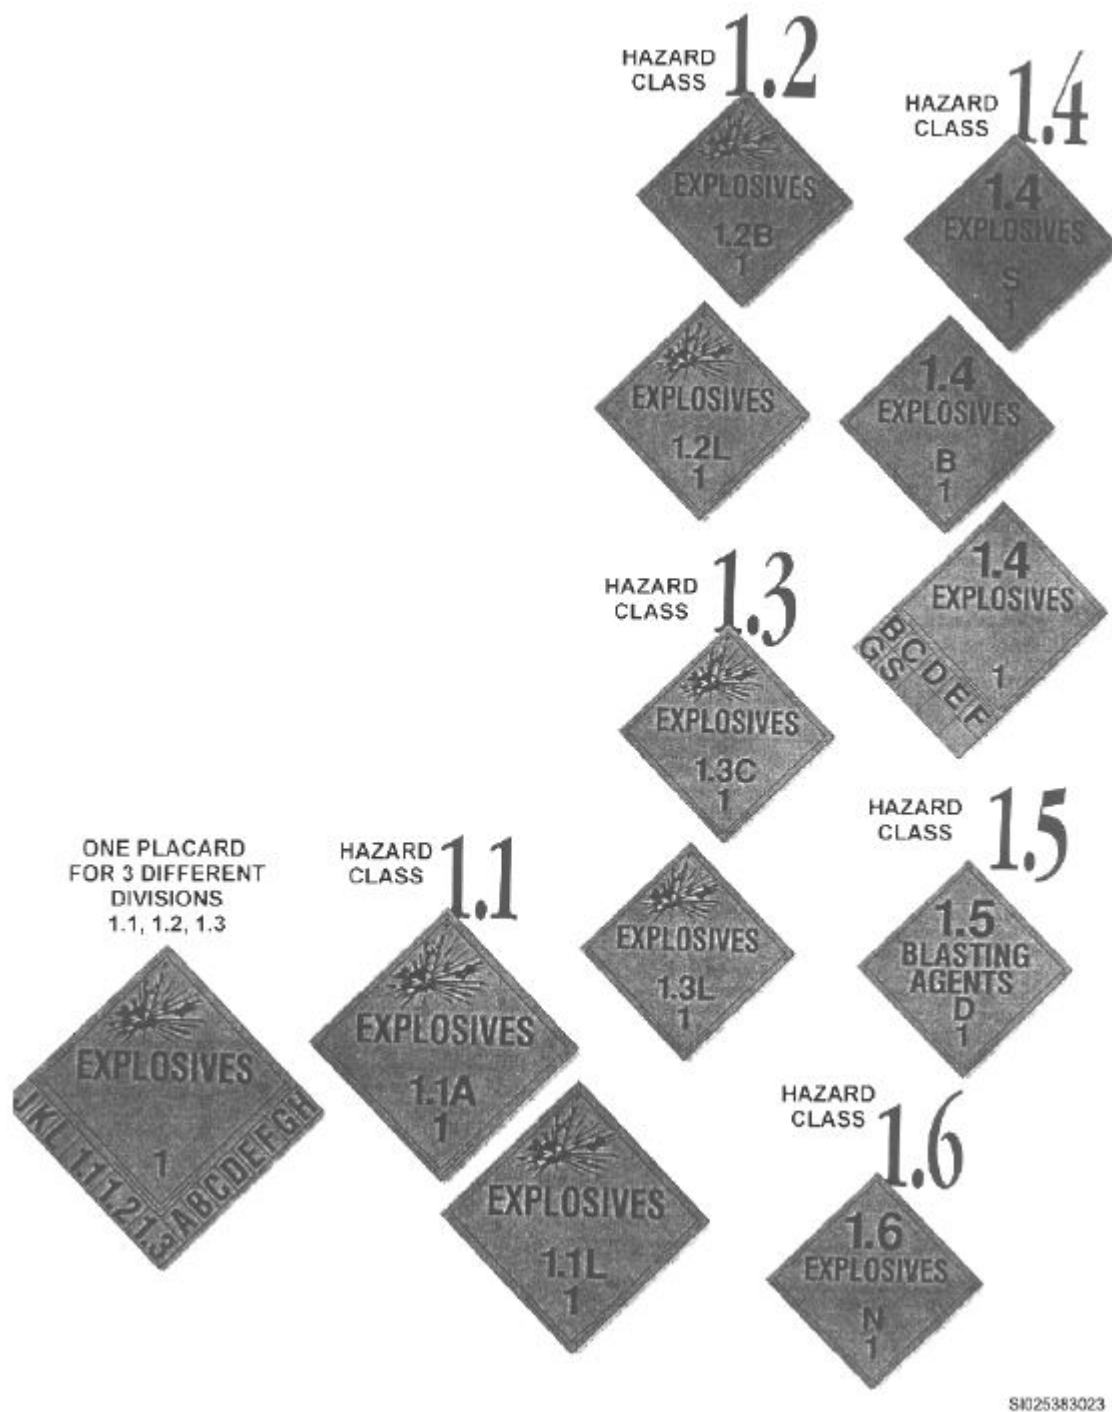 HAZARD
CLASS 1.2
EXPLOSIVES
1.2B
1
EXPLOSIVES
1.2L
1
HAZARD
CLASS 1.4
1.4
EXPLOSIVES
S
1
1.4
EXPLOSIVES
B
1
1.4
EXPLOSIVES
1
BCDEF
GS
HAZARD
CLASS 1.3
EXPLOSIVES
1.3C
1
EXPLOSIVES
1.3L
1
HAZARD
CLASS 1.5
1.5
BLASTING
AGENTS
D
1
ONE PLACARD
FOR 3 DIFFERENT
DIVISIONS
1.1, 1.2, 1.3
EXPLOSIVES
1
JKL 1.1 1.2 1.3
ABCDEFGH
HAZARD
CLASS 1.1
EXPLOSIVES
1.1A
1
EXPLOSIVES
1.1L
1
HAZARD
CLASS 1.6
1.6
EXPLOSIVES
N
1
SI025383023